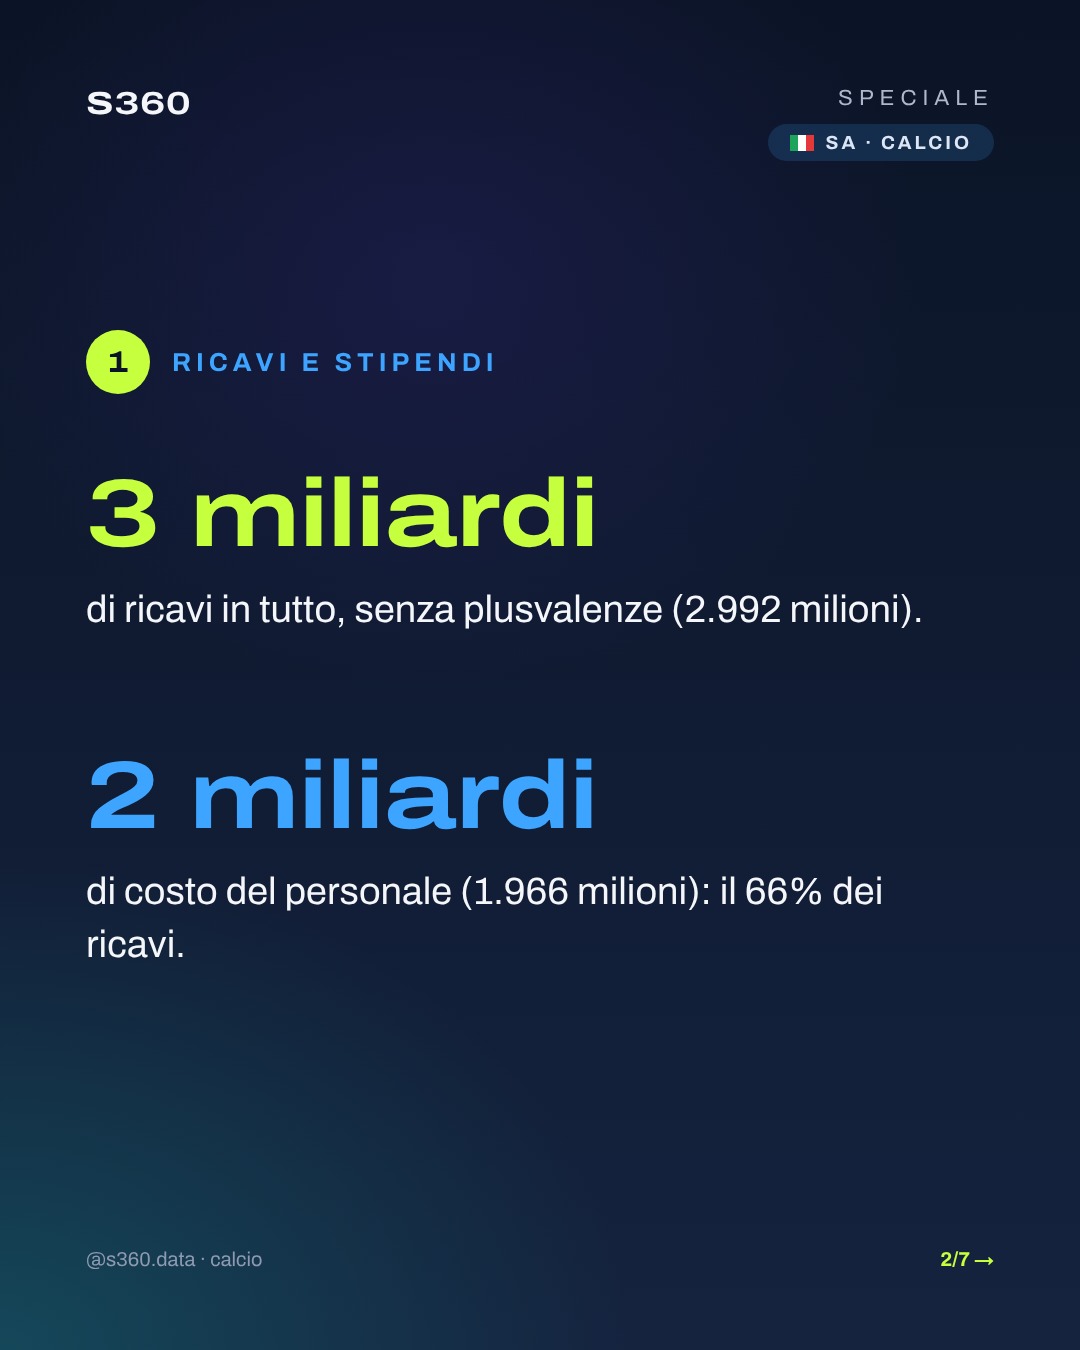 S360
SPECIALE
SA · CALCIO
1 RICAVI E STIPENDI
3 miliardi
di ricavi in tutto, senza plusvalenze (2.992 milioni).
2 miliardi
di costo del personale (1.966 milioni): il 66% dei
ricavi.
@s360.data · calcio
2/7 →